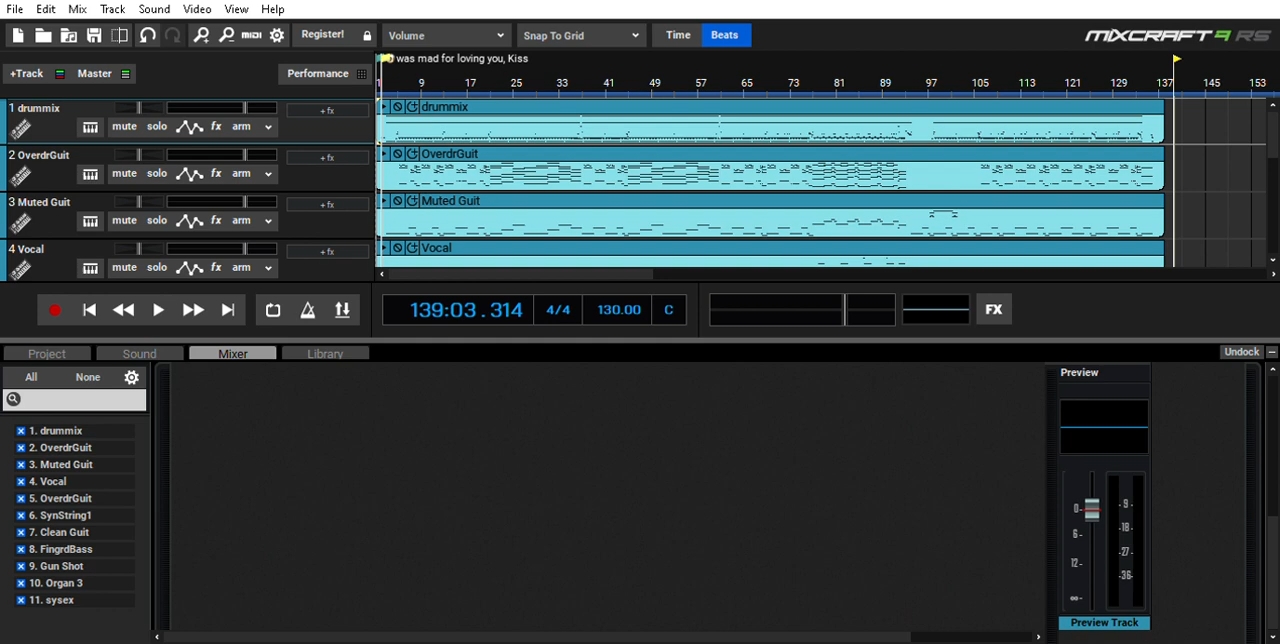 File Edit Mix Track Sound Video View Help
MIDI Register! Volume Snap To Grid Time Beats MIXCRAFT 9 RS
was mad for loving you, Kiss
+Track Master Performance
1 9 17 25 33 41 49 57 65 73 81 89 97 105 113 121 129 137 145 153
1 drummix + fx drummix
mute solo fx arm
2 OverdrGuit + fx OverdrGuit
mute solo fx arm
3 Muted Guit + fx Muted Guit
mute solo fx arm
4 Vocal + fx Vocal
mute solo fx arm
139:03 .314 4/4 130.00 C FX
Project Sound Mixer Library Undock
All None
Preview
1. drummix
2. OverdrGuit
3. Muted Guit
4. Vocal
5. OverdrGuit
6. SynString1
7. Clean Guit
8. FingrdBass
9. Gun Shot
10. Organ 3
11. sysex
0 -9
6 -18
12 -27
∞ -36
Preview Track